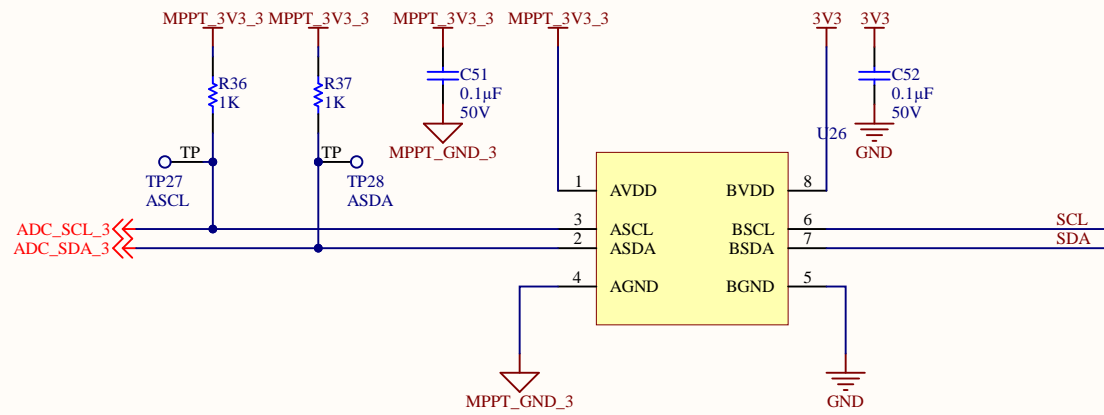 MPPT_3V3_3
MPPT_3V3_3
MPPT_3V3_3
MPPT_3V3_3
3V3
3V3
R36
1K
R37
1K
C51
0.1µF
50V
MPPT_GND_3
C52
0.1µF
50V
GND
U26
TP
TP27
ASCL
TP
TP28
ASDA
1
AVDD
BVDD
8
ADC_SCL_3
3
ASCL
BSCL
6
SCL
ADC_SDA_3
2
ASDA
BSDA
7
SDA
4
AGND
BGND
5
MPPT_GND_3
GND